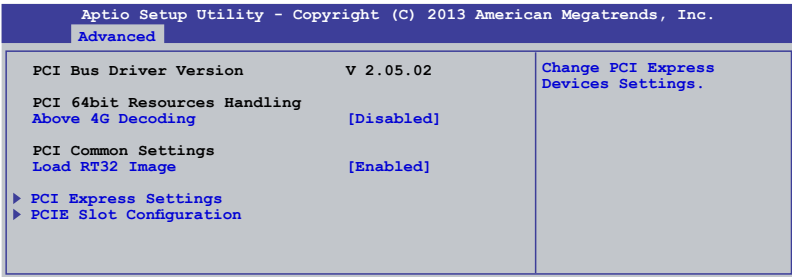 Aptio Setup Utility - Copyright (C) 2013 American Megatrends, Inc.
Advanced
PCI Bus Driver Version V 2.05.02
PCI 64bit Resources Handling
Above 4G Decoding [Disabled]
PCI Common Settings
Load RT32 Image [Enabled]
PCI Express Settings
PCIE Slot Configuration
Change PCI Express
Devices Settings.